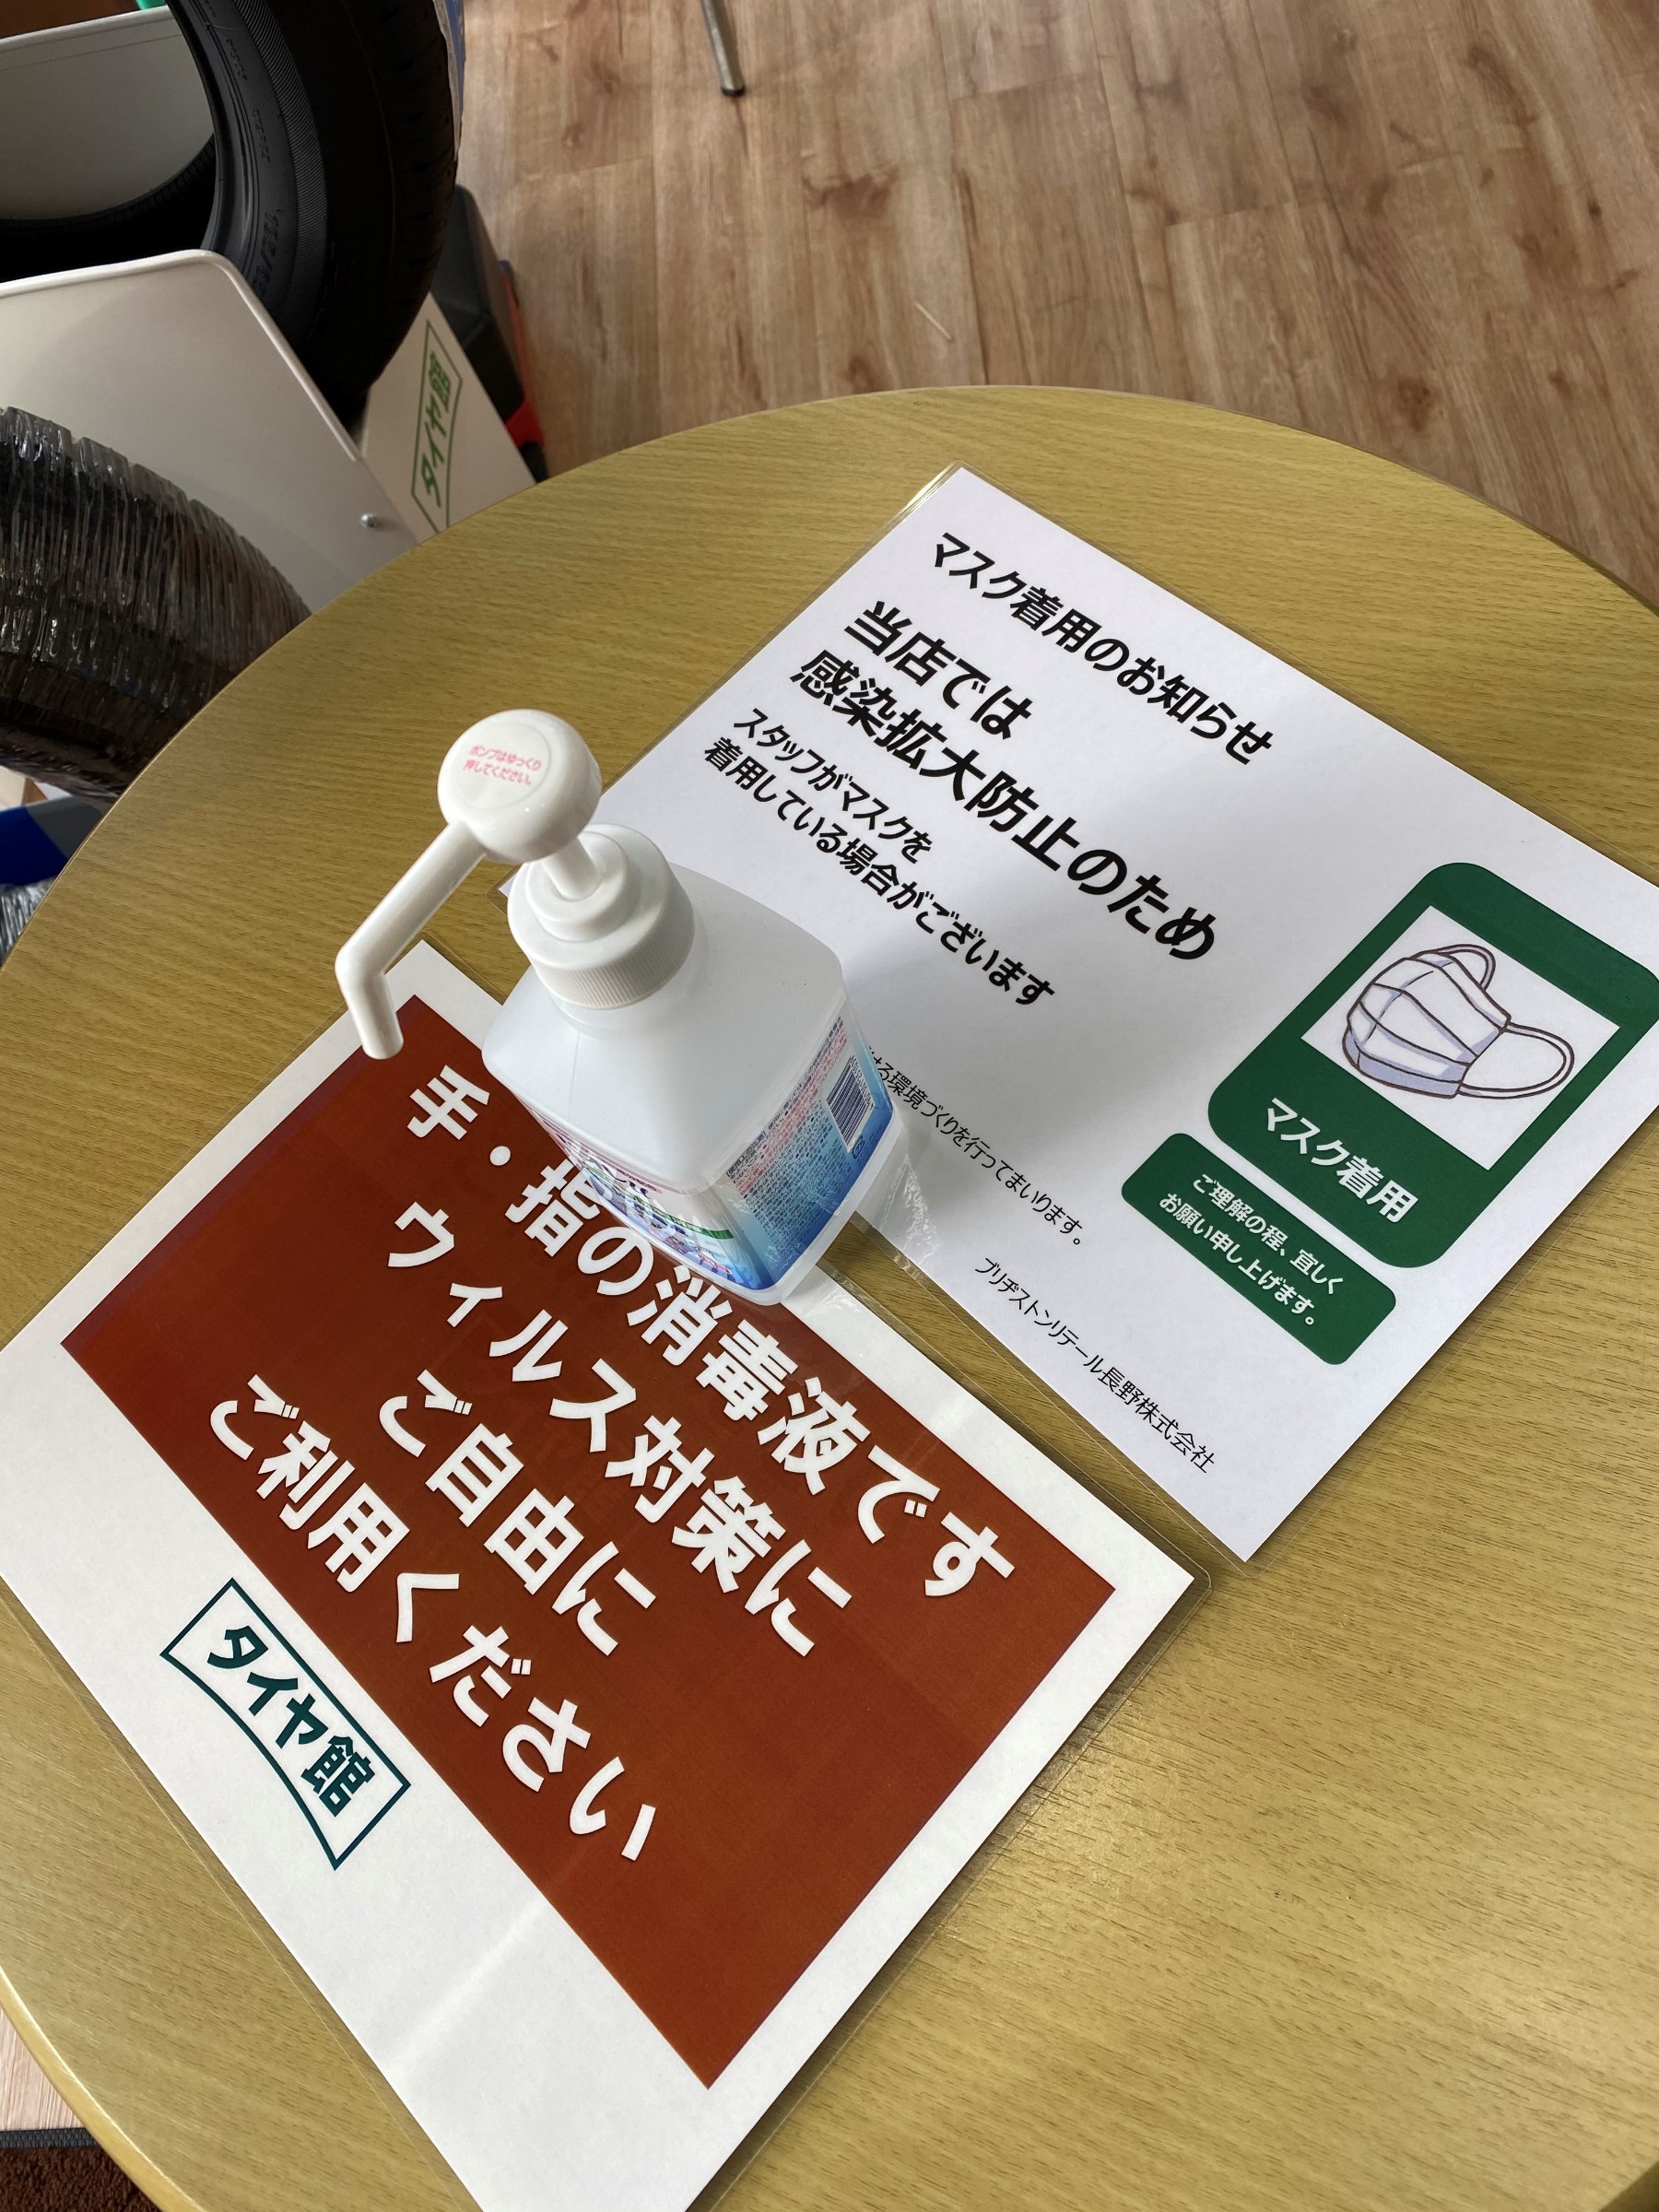 マスク着用のお知らせ
当店では
感染拡大防止のため
スタッフがマスクを
着用している場合がございます
ける環境づくりを行ってまいります。
マスク着用
ご理解の程、宜しく
お願い申し上げます。
ブリヂストンリテール長野株式会社
ポンプはゆっくり
押してください。
手・指の消毒液です
ウィルス対策に
ご自由に
ご利用ください
タイヤ館
タイヤ館